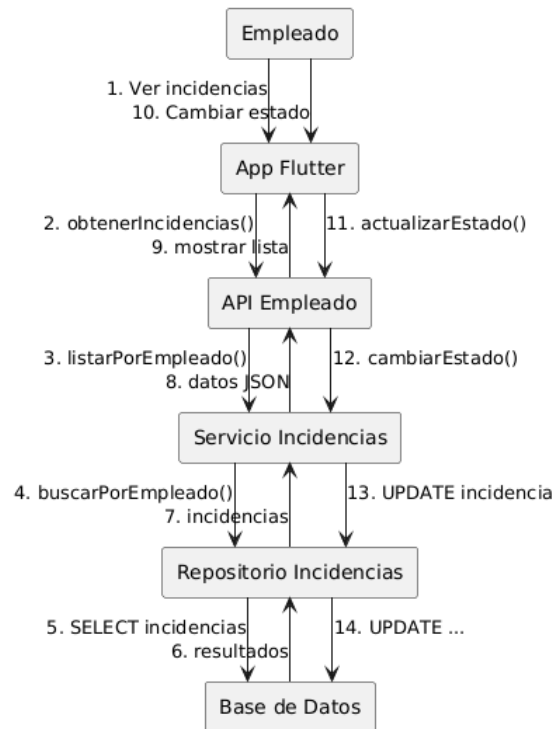 Empleado
1. Ver incidencias
10. Cambiar estado
App Flutter
2. obtenerIncidencias()
11. actualizarEstado()
9. mostrar lista
API Empleado
3. listarPorEmpleado()
12. cambiarEstado()
8. datos JSON
Servicio Incidencias
4. buscarPorEmpleado()
13. UPDATE incidencia
7. incidencias
Repositorio Incidencias
5. SELECT incidencias
14. UPDATE ...
6. resultados
Base de Datos